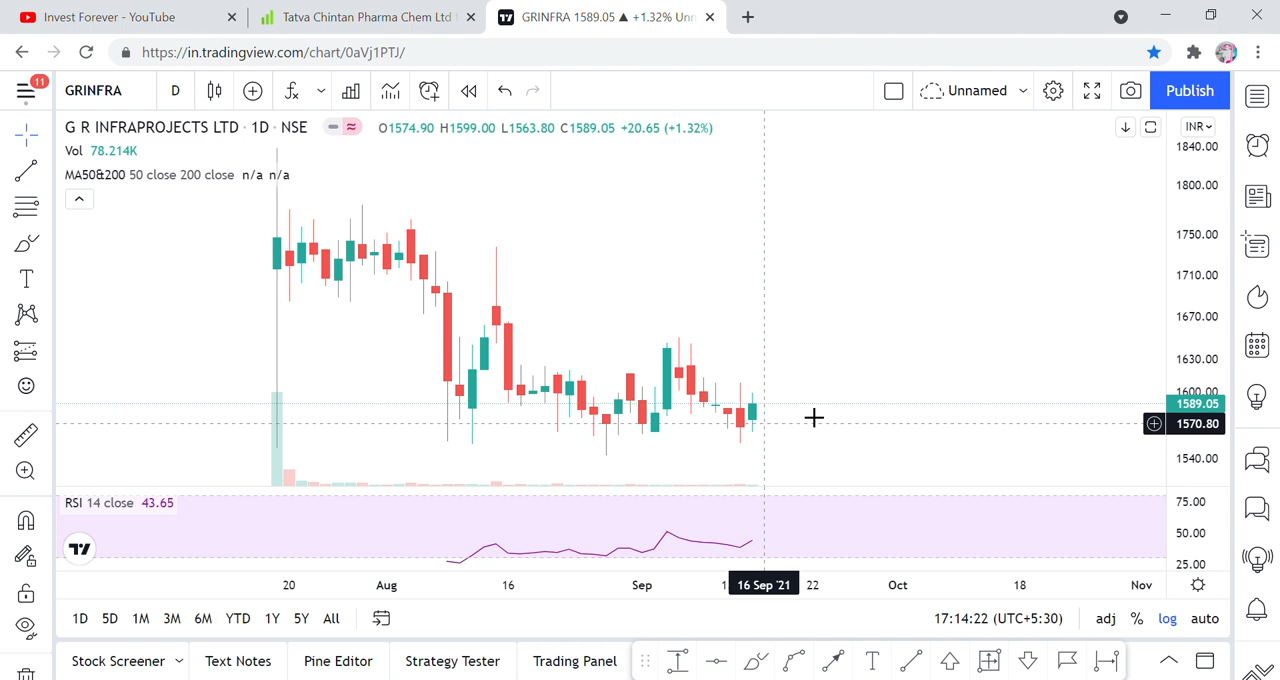 Invest Forever - YouTube
Tatva Chintan Pharma Chem Ltd
GRINFRA 1589.05 ▲ +1.32% Unn
https://in.tradingview.com/chart/0aVj1PTJ/
11
GRINFRA D
Unnamed
Publish
G R INFRAPROJECTS LTD · 1D · NSE
O1574.90 H1599.00 L1563.80 C1589.05 +20.65 (+1.32%)
INR
Vol 78.214K
MA50&200 50 close 200 close n/a n/a
1840.00
1800.00
1750.00
1710.00
1670.00
1630.00
1600.00
1589.05
1570.80
1540.00
RSI 14 close 43.65
75.00
50.00
25.00
20 Aug 16 Sep 16 Sep '21 22 Oct 18 Nov
1D 5D 1M 3M 6M YTD 1Y 5Y All
17:14:22 (UTC+5:30) adj % log auto
Stock Screener Text Notes Pine Editor Strategy Tester Trading Panel